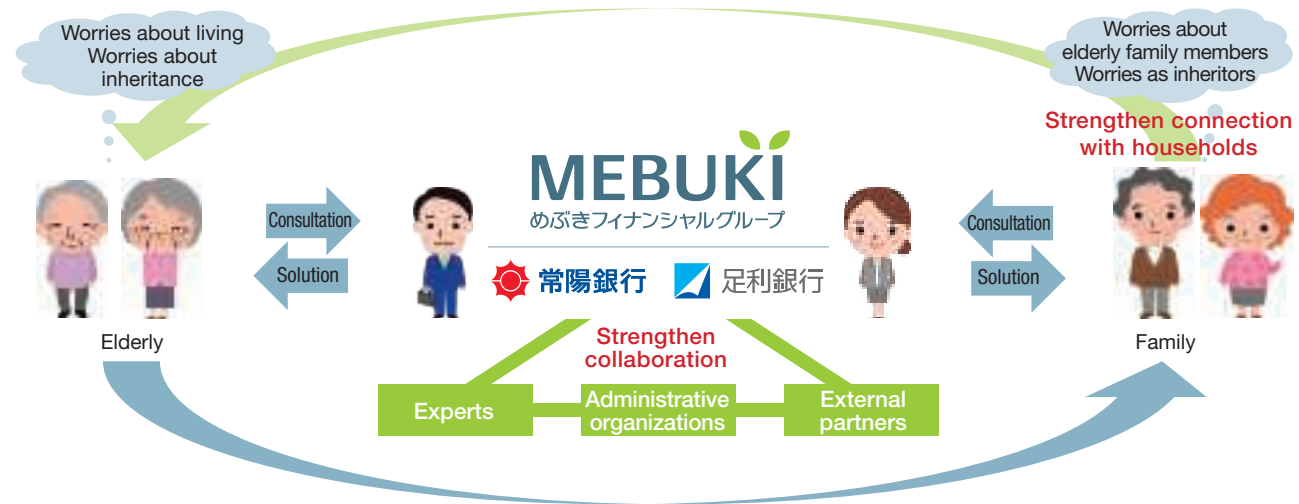 Worries about living
Worries about
inheritance
Worries about
elderly family members
Worries as inheritors
Strengthen connection
with households
MEBUKI
めぶきフィナンシャルグループ
Consultation
Solution
Consultation
Solution
常陽銀行
足利銀行
Elderly
Family
Strengthen
collaboration
Experts
Administrative
organizations
External
partners